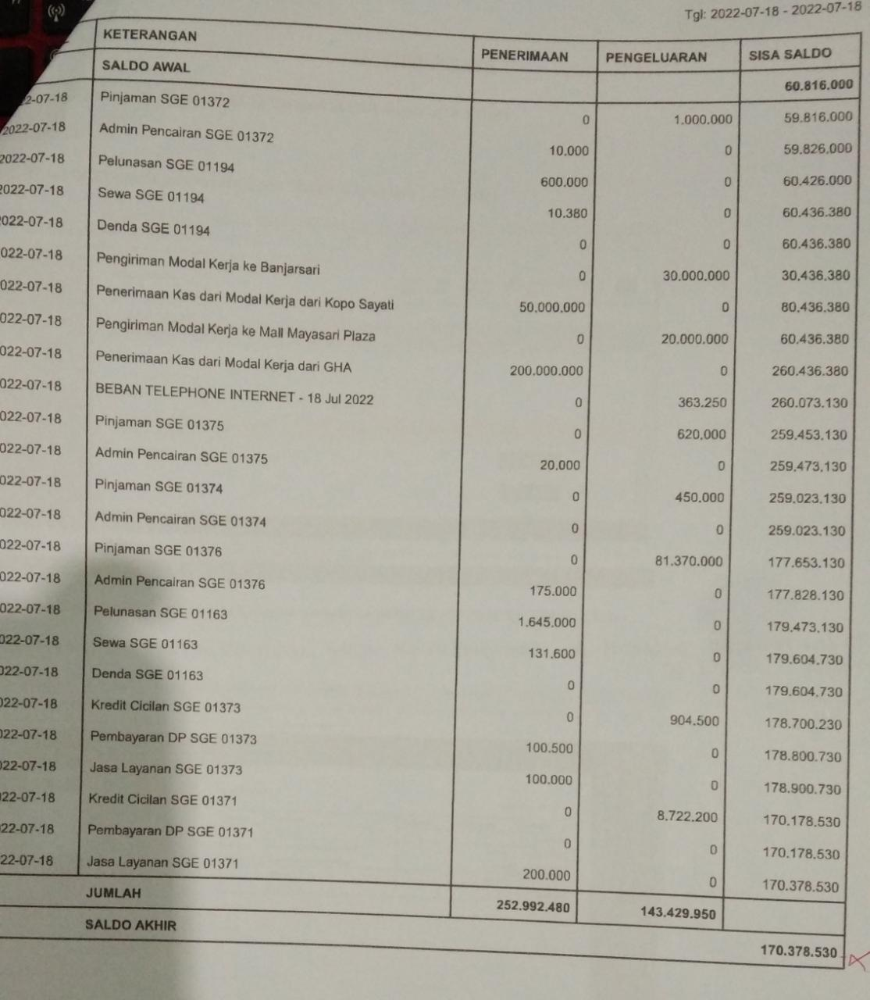 Tgl: 2022-07-18 - 2022-07-18
KETERANGAN PENERIMAAN PENGELUARAN SISA SALDO
SALDO AWAL 60.816.000
22-07-18 Pinjaman SGE 01372 0 1.000.000 59.816.000
2022-07-18 Admin Pencairan SGE 01372 10.000 0 59.826.000
2022-07-18 Pelunasan SGE 01194 600.000 0 60.426.000
2022-07-18 Sewa SGE 01194 10.380 0 60.436.380
022-07-18 Denda SGE 01194 0 0 60.436.380
022-07-18 Pengiriman Modal Kerja ke Banjarsari 0 30.000.000 30.436.380
022-07-18 Penerimaan Kas dari Modal Kerja dari Kopo Sayati 50.000.000 0 80.436.380
022-07-18 Pengiriman Modal Kerja ke Mall Mayasari Plaza 0 20.000.000 60.436.380
022-07-18 Penerimaan Kas dari Modal Kerja dari GHA 200.000.000 0 260.436.380
022-07-18 BEBAN TELEPHONE INTERNET - 18 Jul 2022 0 363.250 260.073.130
022-07-18 Pinjaman SGE 01375 0 620.000 259.453.130
022-07-18 Admin Pencairan SGE 01375 20.000 0 259.473.130
022-07-18 Pinjaman SGE 01374 0 450.000 259.023.130
022-07-18 Admin Pencairan SGE 01374 0 0 259.023.130
022-07-18 Pinjaman SGE 01376 0 81.370.000 177.653.130
022-07-18 Admin Pencairan SGE 01376 175.000 0 177.828.130
022-07-18 Pelunasan SGE 01163 1.645.000 0 179.473.130
022-07-18 Sewa SGE 01163 131.600 0 179.604.730
022-07-18 Denda SGE 01163 0 0 179.604.730
022-07-18 Kredit Cicilan SGE 01373 0 904.500 178.700.230
022-07-18 Pembayaran DP SGE 01373 100.500 0 178.800.730
022-07-18 Jasa Layanan SGE 01373 100.000 0 178.900.730
22-07-18 Kredit Cicilan SGE 01371 0 8.722.200 170.178.530
22-07-18 Pembayaran DP SGE 01371 0 0 170.178.530
22-07-18 Jasa Layanan SGE 01371 200.000 0 170.378.530
JUMLAH 252.992.480 143.429.950
SALDO AKHIR 170.378.530